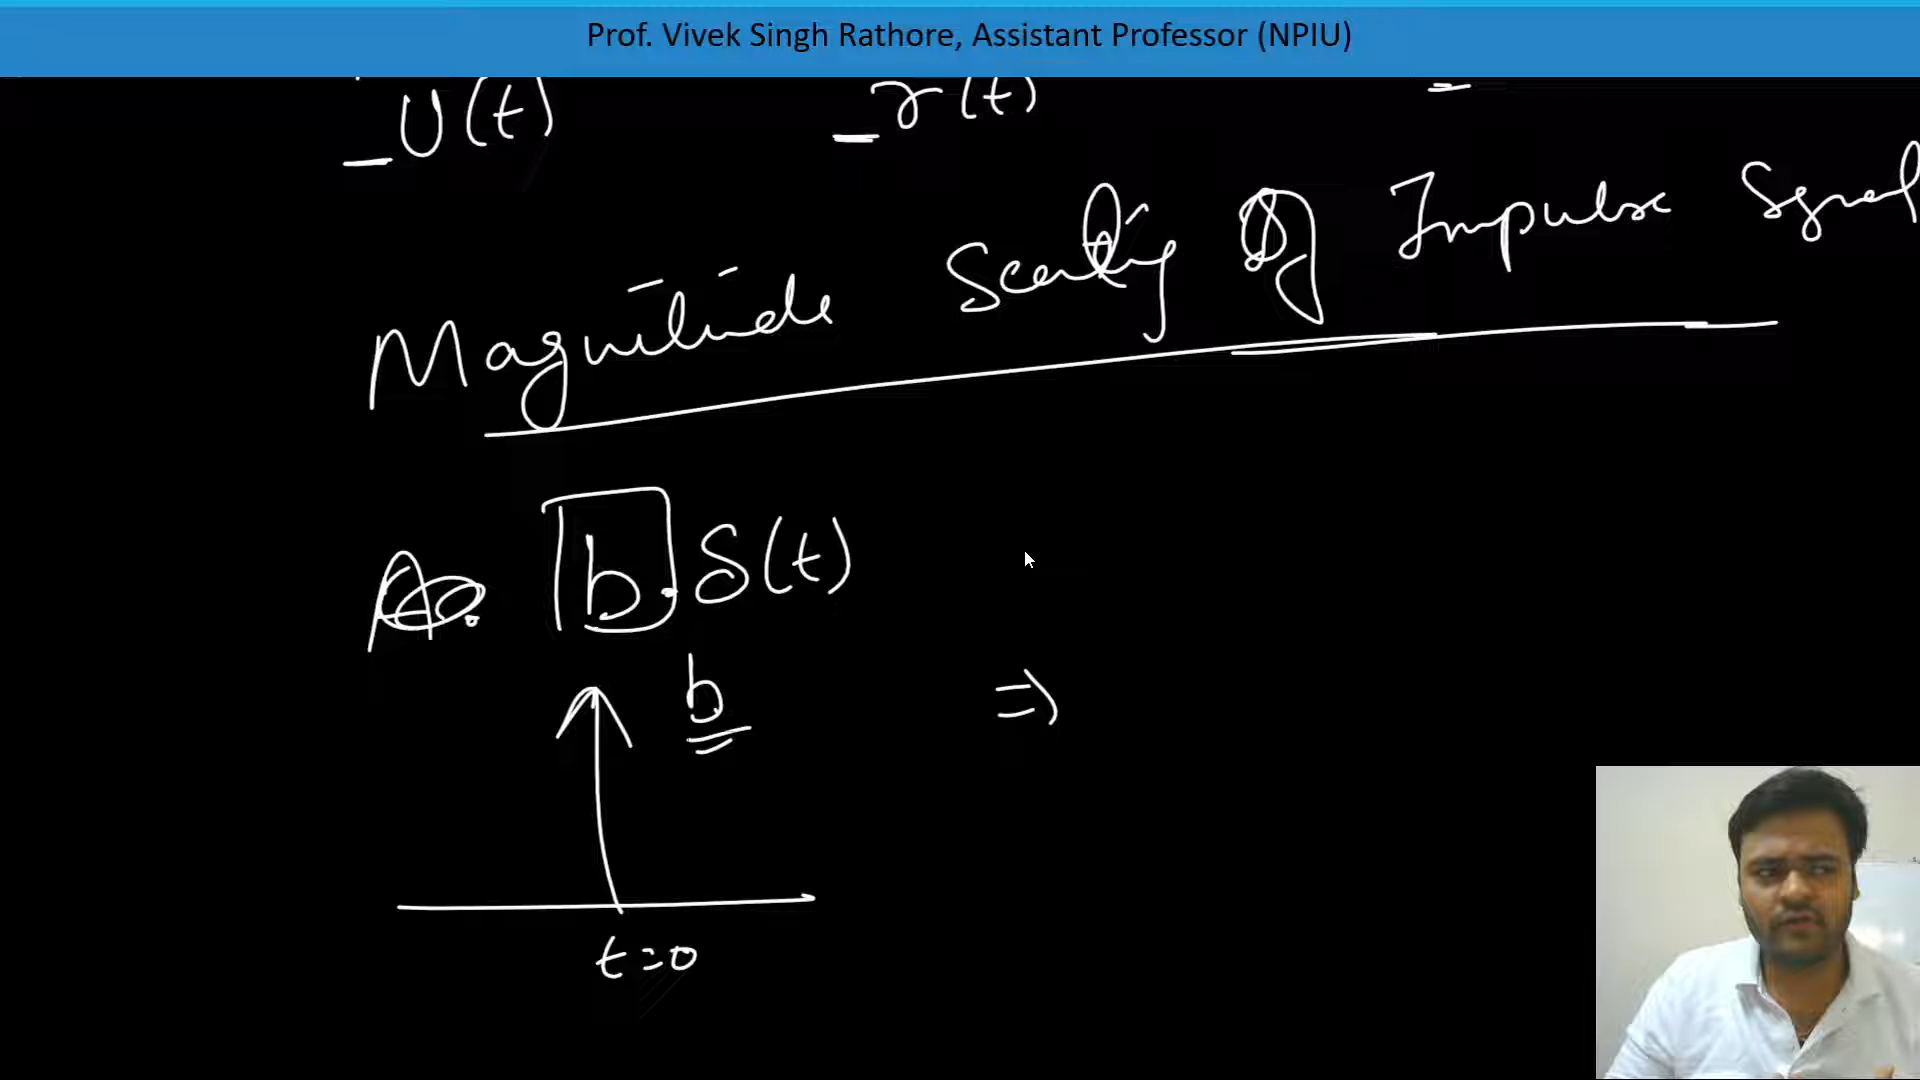 Prof. Vivek Singh Rathore, Assistant Professor (NPIU)
U(t) r(t)
Magnitude Scaling Of Impulse Signal
b. δ(t)
b ⇒
t=0